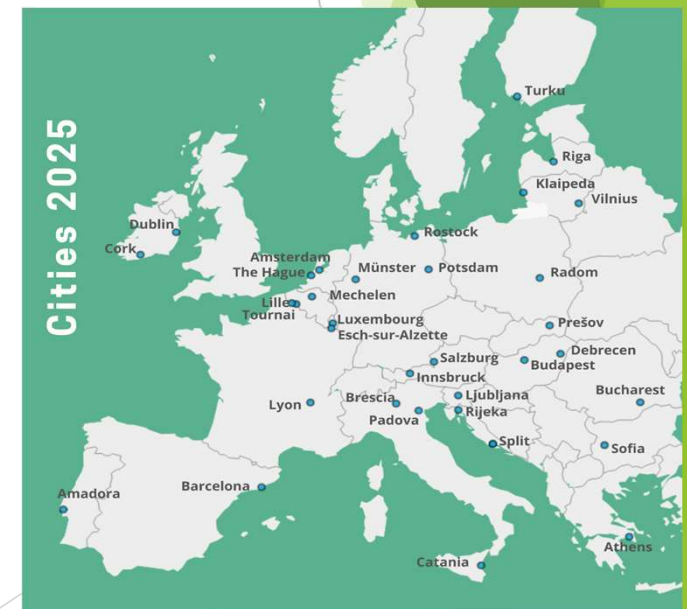 Cities 2025
Turku
Riga
Klaipeda
Vilnius
Dublin
Cork
Rostock
Amsterdam
The Hague
Münster
Potsdam
Radom
Mechelen
Lille
Tournai
Luxembourg
Esch-sur-Alzette
Prešov
Salzburg
Debrecen
Budapest
Innsbruck
Bucharest
Lyon
Brescia
Ljubljana
Padova
Rijeka
Split
Sofia
Barcelona
Amadora
Athens
Catania